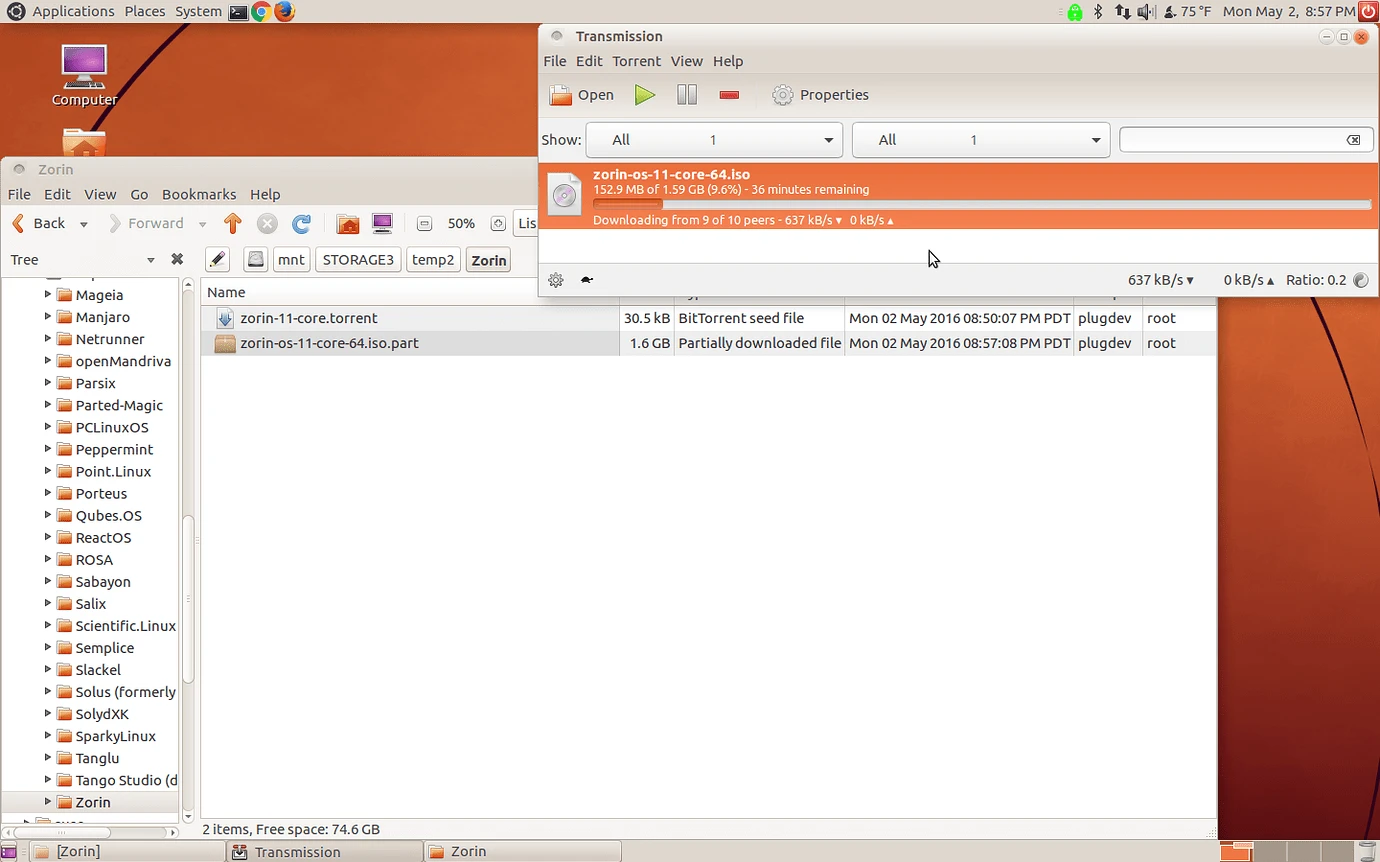 Applications Places System 75 °F Mon May 2, 8:57 PM
Computer
Transmission
File Edit Torrent View Help
Open Properties
Show: All 1 All 1
zorin-os-11-core-64.iso
152.9 MB of 1.59 GB (9.6%) - 36 minutes remaining
Downloading from 9 of 10 peers - 637 kB/s▾ 0 kB/s▴
637 kB/s▾ 0 kB/s▴ Ratio: 0.2
Zorin
File Edit View Go Bookmarks Help
Back Forward 50% Lis
Tree mnt STORAGE3 temp2 Zorin
Name
zorin-11-core.torrent 30.5 kB BitTorrent seed file Mon 02 May 2016 08:50:07 PM PDT plugdev root
zorin-os-11-core-64.iso.part 1.6 GB Partially downloaded file Mon 02 May 2016 08:57:08 PM PDT plugdev root
Mageia
Manjaro
Netrunner
openMandriva
Parsix
Parted-Magic
PCLinuxOS
Peppermint
Point.Linux
Porteus
Qubes.OS
ReactOS
ROSA
Sabayon
Salix
Scientific.Linux
Semplice
Slackel
Solus (formerly
SolydXK
SparkyLinux
Tanglu
Tango Studio (d
Zorin
2 items, Free space: 74.6 GB
[Zorin] Transmission Zorin